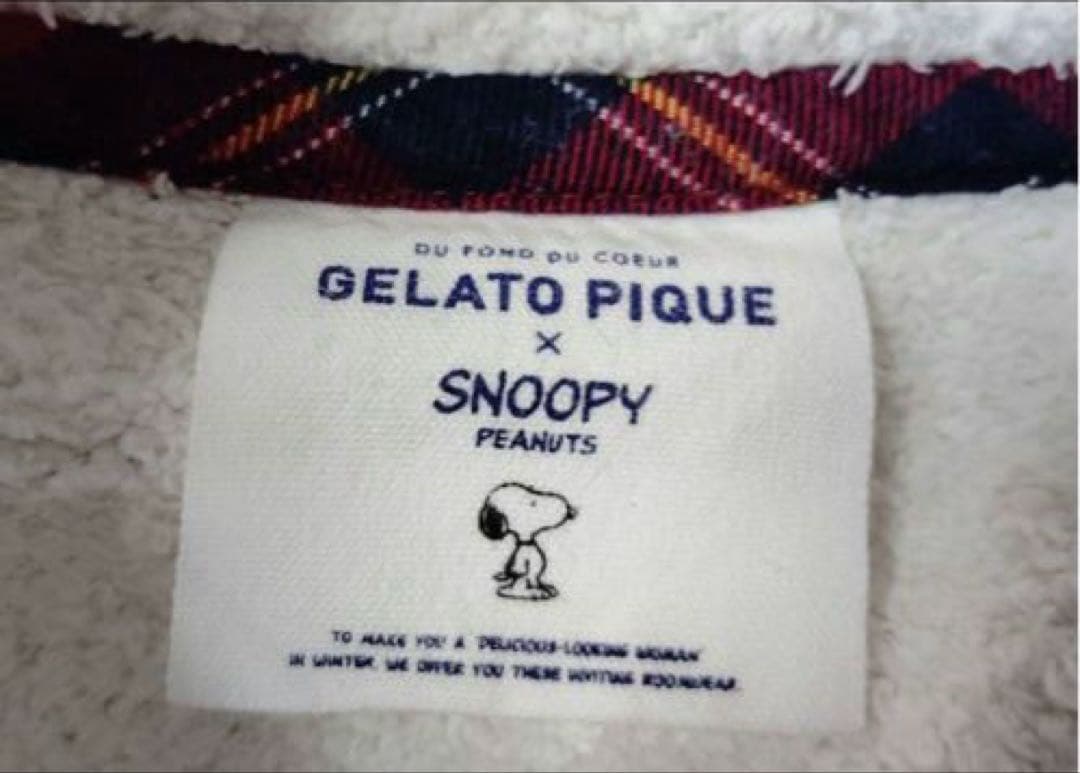 DU FOND DU COEUR
GELATO PIQUE
×
SNOOPY
PEANUTS
TO MAKE YOU A "DELICIOUS-LOOKING WOMAN"
IN WINTER, WE OFFER YOU THESE INVITING ROOMWEAR.